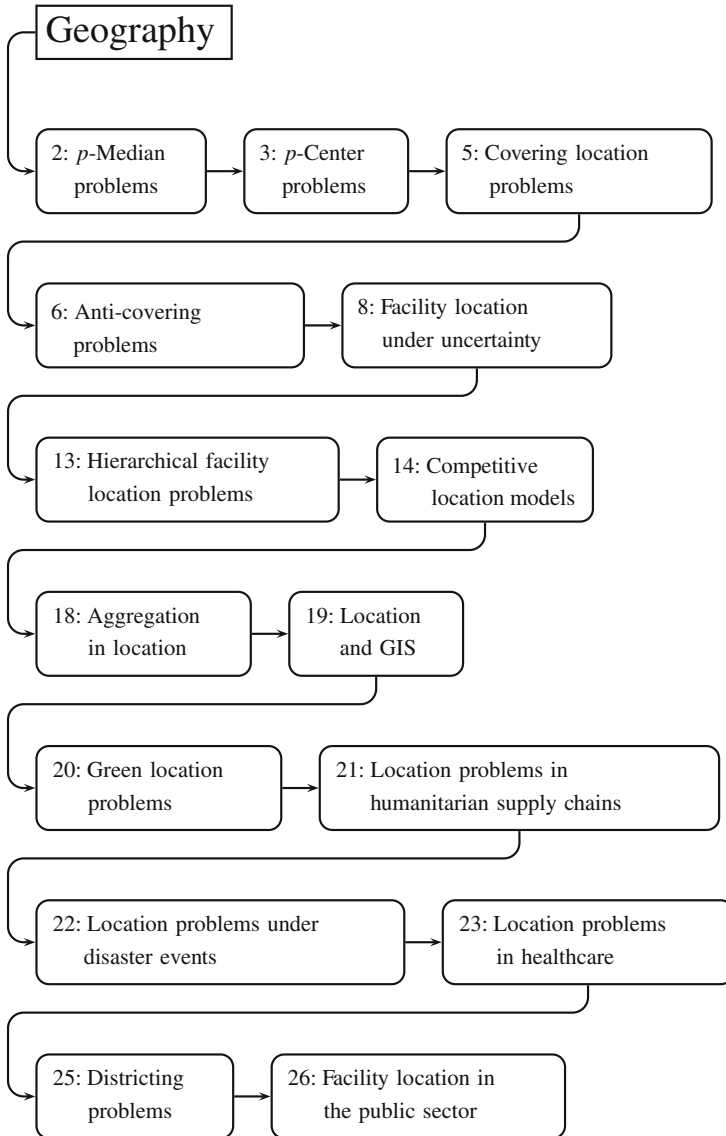 Geography
2: p-Median
problems
3: p-Center
problems
5: Covering location
problems
6: Anti-covering
problems
8: Facility location
under uncertainty
13: Hierarchical facility
location problems
14: Competitive
location models
18: Aggregation
in location
19: Location
and GIS
20: Green location
problems
21: Location problems in
humanitarian supply chains
22: Location problems under
disaster events
23: Location problems
in healthcare
25: Districting
problems
26: Facility location in
the public sector